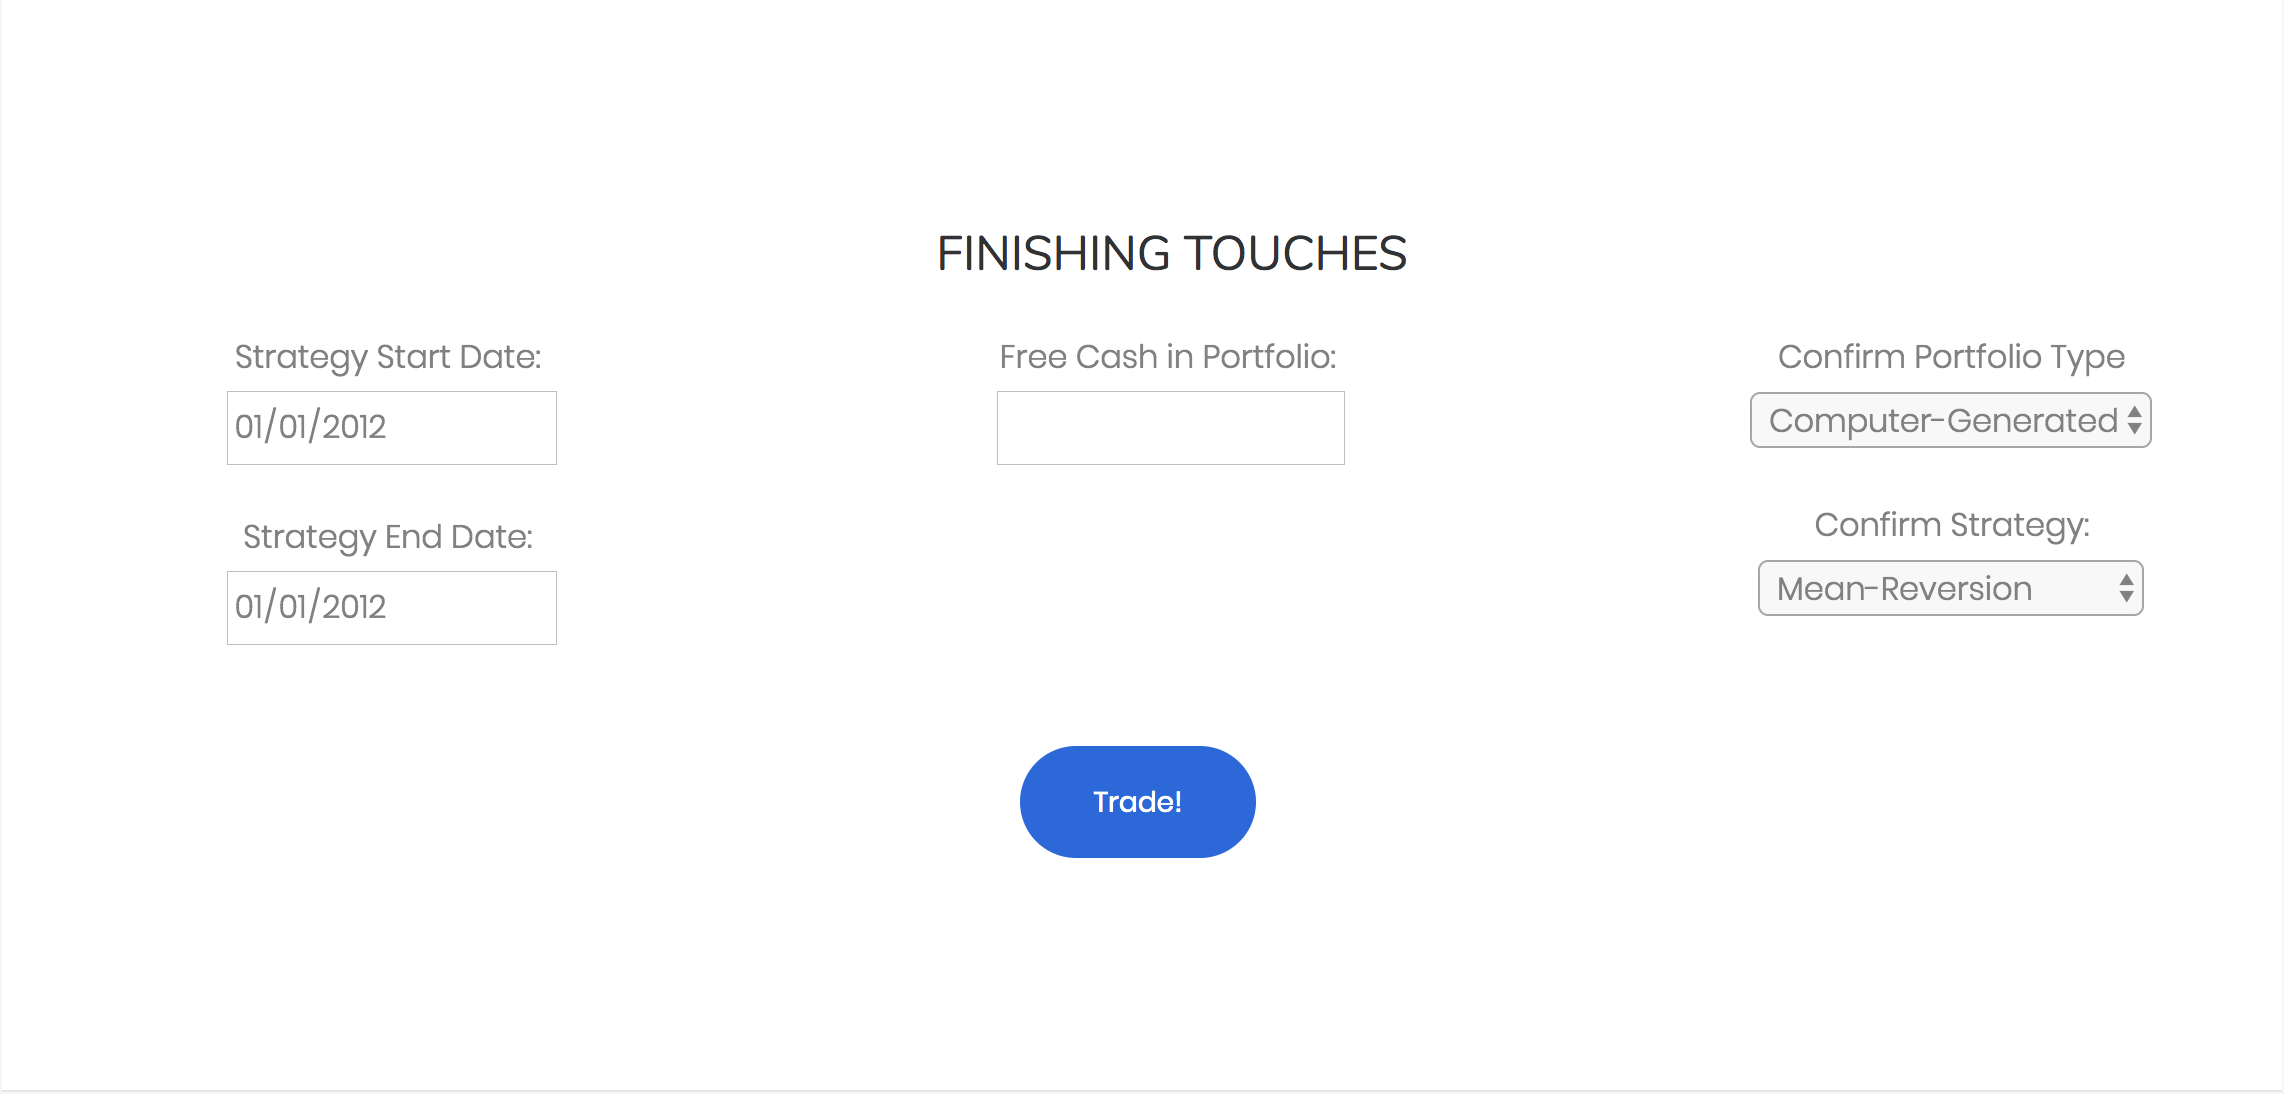 FINISHING TOUCHES
Strategy Start Date:
01/01/2012
Strategy End Date:
01/01/2012
Free Cash in Portfolio:
Confirm Portfolio Type
Computer-Generated
Confirm Strategy:
Mean-Reversion
Trade!